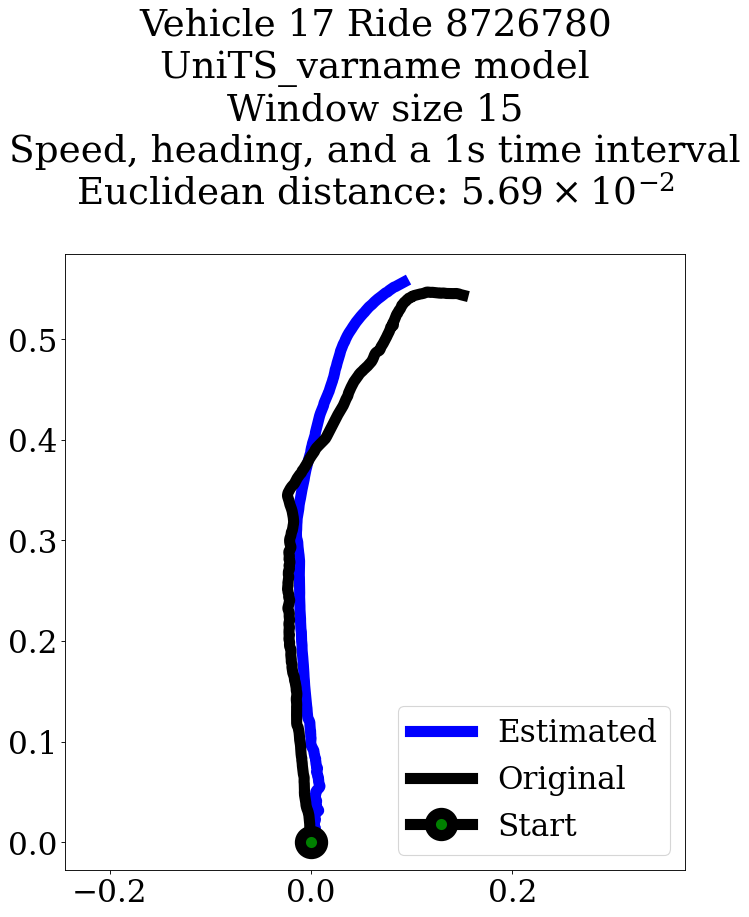 Vehicle 17 Ride 8726780
UniTS_varname model
Window size 15
Speed, heading, and a 1s time interval
Euclidean distance: 5.69 × 10⁻²
0.5
0.4
0.3
0.2
0.1
0.0
−0.2 0.0 0.2
Estimated
Original
Start